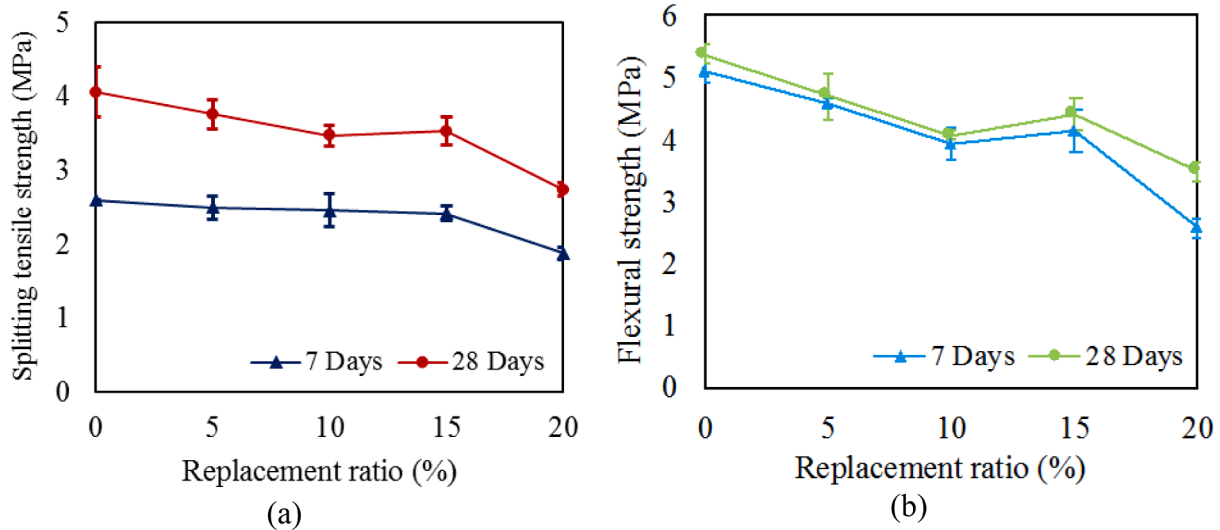 Splitting tensile strength (MPa)
5
4
3
2
1
0
7 Days
28 Days
0 5 10 15 20
Replacement ratio (%)
(a)
Flexural strength (MPa)
6
5
4
3
2
1
0
7 Days
28 Days
0 5 10 15 20
Replacement ratio (%)
(b)